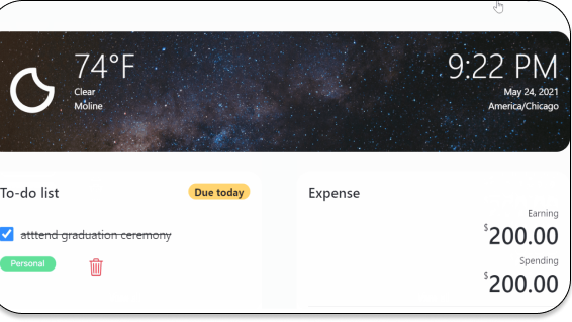 74°F
Clear
Moline
9:22 PM
May 24, 2021
America/Chicago
To-do list
Due today
atttend graduation ceremony
Personal
Expense
Earning
$200.00
Spending
$200.00